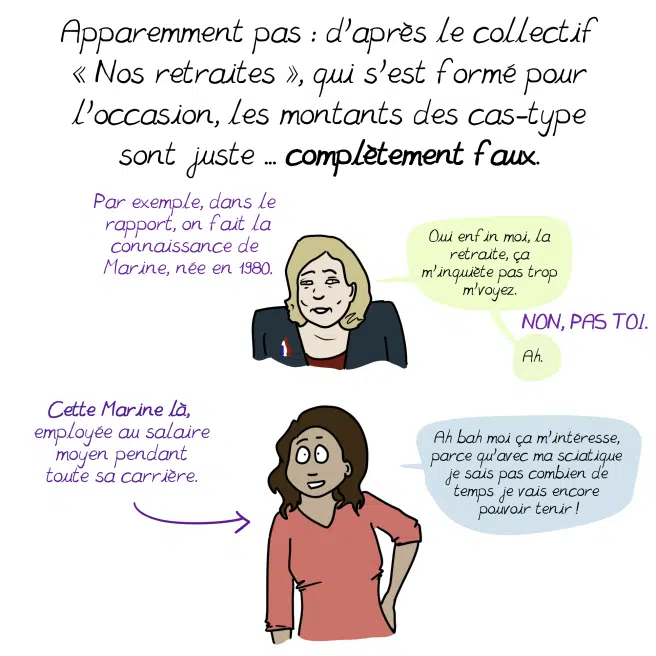 Apparemment pas : d'après le collectif
« Nos retraites », qui s'est formé pour
l'occasion, les montants des cas-type
sont juste ... complètement faux.
Par exemple, dans le
rapport, on fait la
connaissance de
Marine, née en 1980.
Oui enfin moi, la
retraite, ça
m'inquiète pas trop
m'voyez.
NON, PAS TOI.
Ah.
Cette Marine là,
employée au salaire
moyen pendant
toute sa carrière.
Ah bah moi ça m'intéresse,
parce qu'avec ma sciatique
je sais pas combien de
temps je vais encore
pouvoir tenir !